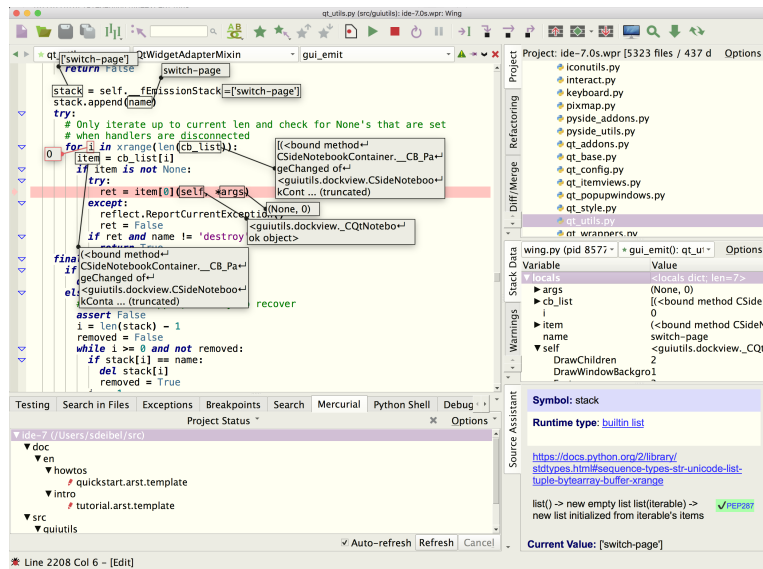 qt_utils.py (src/guiutils): ide-7.0s.wpr: Wing
QtWidgetAdapterMixin
gui_emit
['switch-page']
return False
switch-page
stack = self.__fEmissionStack =['switch-page']
stack.append(name)
try:
# Only iterate up to current len and check for None's that are set
# when handlers are disconnected
for i in xrange(len(cb_list)):
0
item = cb_list[i]
if item is not None:
try:
ret = item[0](self, *args)
except:
reflect.ReportCurrentException()
ret = False
if ret and name != 'destroy
return True
[(<bound method↵
CSideNotebookContainer.__CB_Pa↵
geChanged of↵
<guiutils.dockview.CSideNoteboo↵
kCont ... (truncated)
(None, 0)
<guiutils.dockview._CQtNotebo↵
ok object>
(<bound method↵
CSideNotebookContainer.__CB_Pa↵
geChanged of↵
<guiutils.dockview.CSideNoteboo↵
kConta ... (truncated)
fina
if
els
to recover
assert False
i = len(stack) - 1
removed = False
while i >= 0 and not removed:
if stack[i] == name:
del stack[i]
removed = True
Testing
Search in Files
Exceptions
Breakpoints
Search
Mercurial
Python Shell
Debug
Project Status
Options
ide-7 (/Users/sdeibel/src)
doc
en
howtos
quickstart.arst.template
intro
tutorial.arst.template
src
guiutils
Auto-refresh
Refresh
Cancel
Line 2208 Col 6 - [Edit]
Project
Refactoring
Diff/Merge
Project: ide-7.0s.wpr [5323 files / 437 d
Options
iconutils.py
interact.py
keyboard.py
pixmap.py
pyside_addons.py
pyside_utils.py
qt_addons.py
qt_base.py
qt_config.py
qt_itemviews.py
qt_popupwindows.py
qt_style.py
qt_utils.py
qt_wrappers.py
Stack Data
Warnings
wing.py (pid 8577
gui_emit(): qt_u
Options
Variable
Value
locals
<locals dict; len=7>
args
(None, 0)
cb_list
[(<bound method CSide
i
0
item
(<bound method CSideN
name
switch-page
self
<guiutils.dockview._CQt
DrawChildren
2
DrawWindowBackgro
1
Source Assistant
Symbol: stack
Runtime type: builtin list
https://docs.python.org/2/library/
stdtypes.html#sequence-types-str-unicode-list-
tuple-bytearray-buffer-xrange
list() -> new empty list list(iterable) ->
new list initialized from iterable's items
✓PEP287
Current Value: ['switch-page']